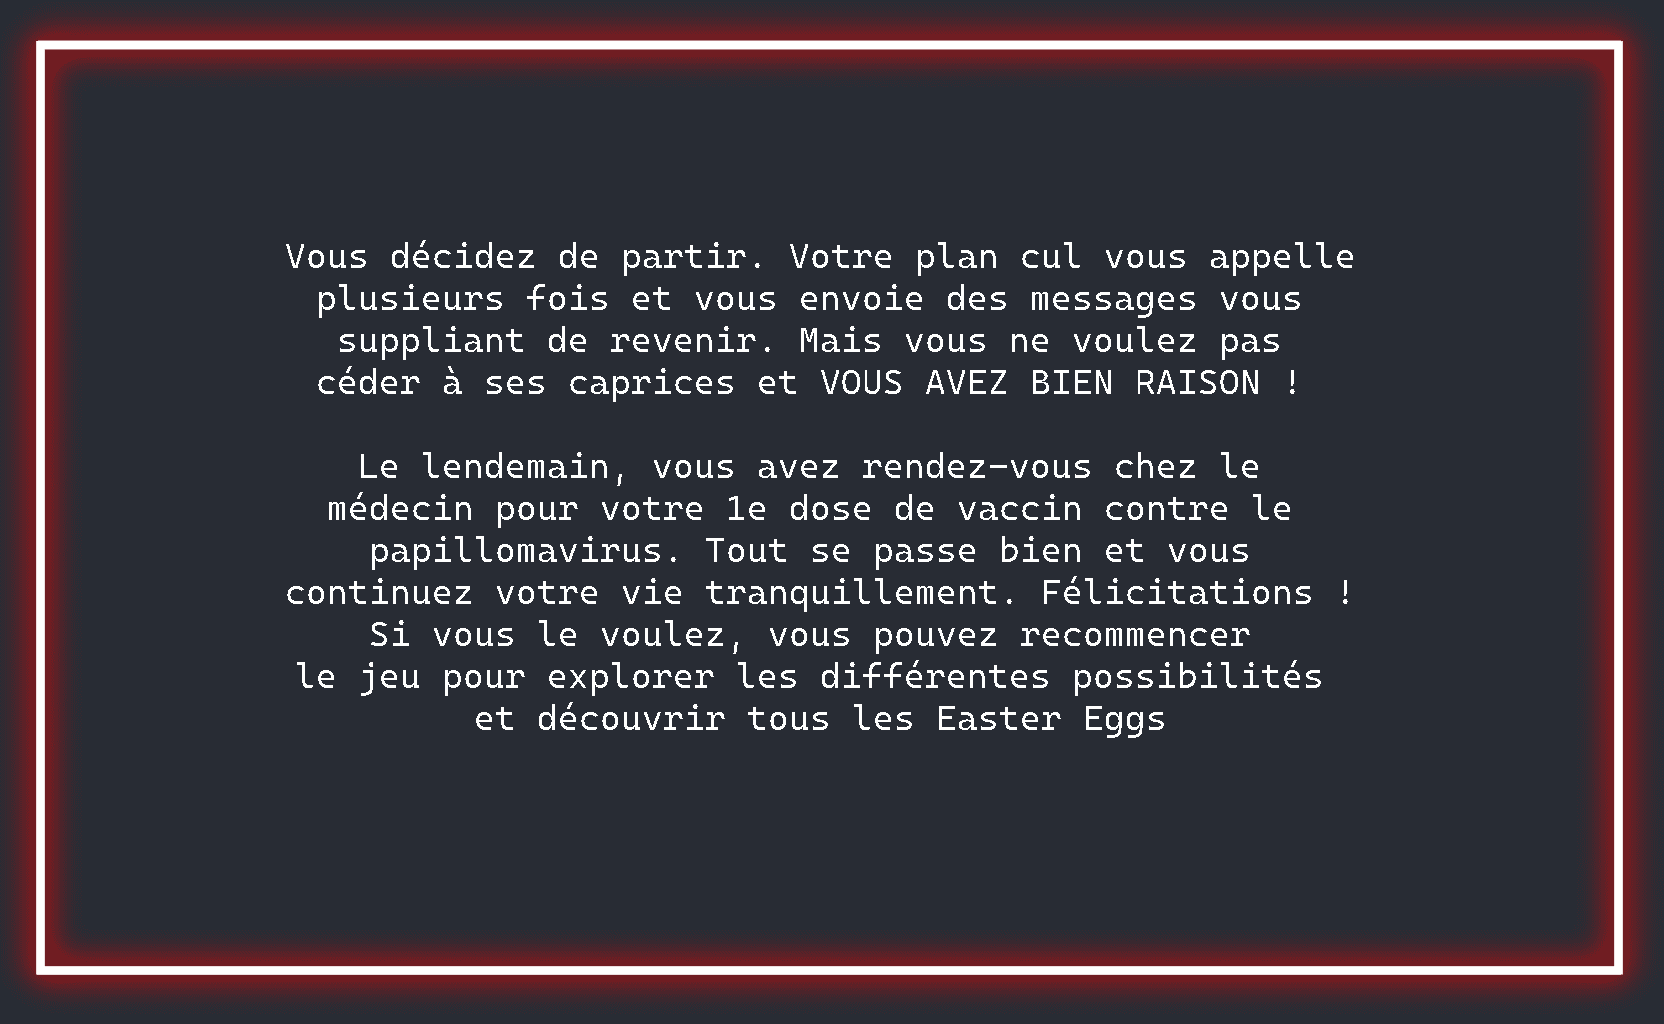 Vous décidez de partir. Votre plan cul vous appelle
plusieurs fois et vous envoie des messages vous
suppliant de revenir. Mais vous ne voulez pas
céder à ses caprices et VOUS AVEZ BIEN RAISON !
Le lendemain, vous avez rendez-vous chez le
médecin pour votre 1e dose de vaccin contre le
papillomavirus. Tout se passe bien et vous
continuez votre vie tranquillement. Félicitations !
Si vous le voulez, vous pouvez recommencer
le jeu pour explorer les différentes possibilités
et découvrir tous les Easter Eggs